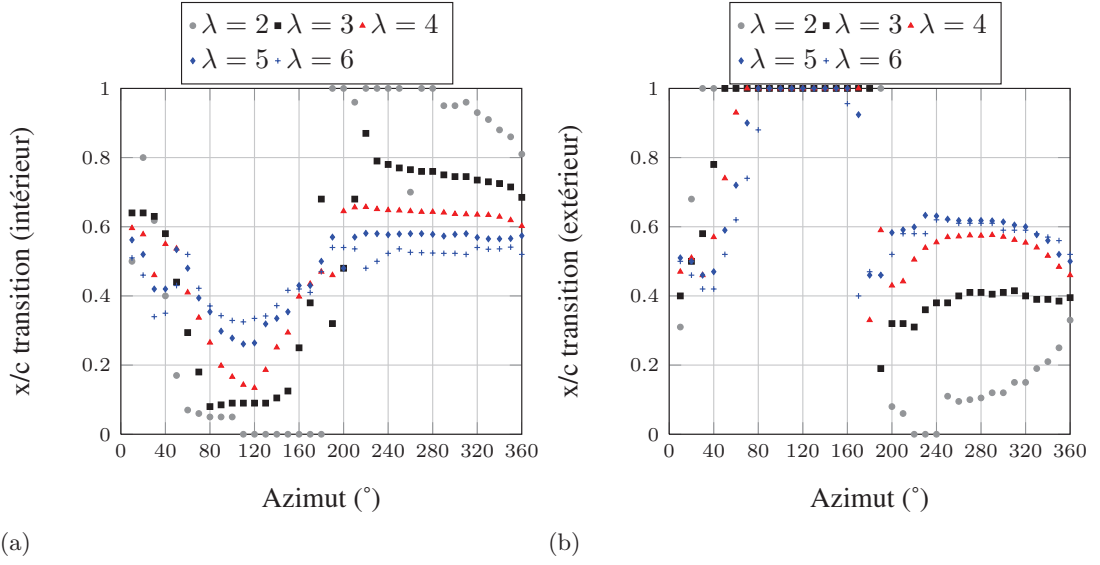 λ = 2 λ = 3 λ = 4
λ = 5 λ = 6
1
0.8
0.6
0.4
0.2
0
0 40 80 120 160 200 240 280 320 360
x/c transition (intérieur)
Azimut (°)
(a)
λ = 2 λ = 3 λ = 4
λ = 5 λ = 6
1
0.8
0.6
0.4
0.2
0
0 40 80 120 160 200 240 280 320 360
x/c transition (extérieur)
Azimut (°)
(b)